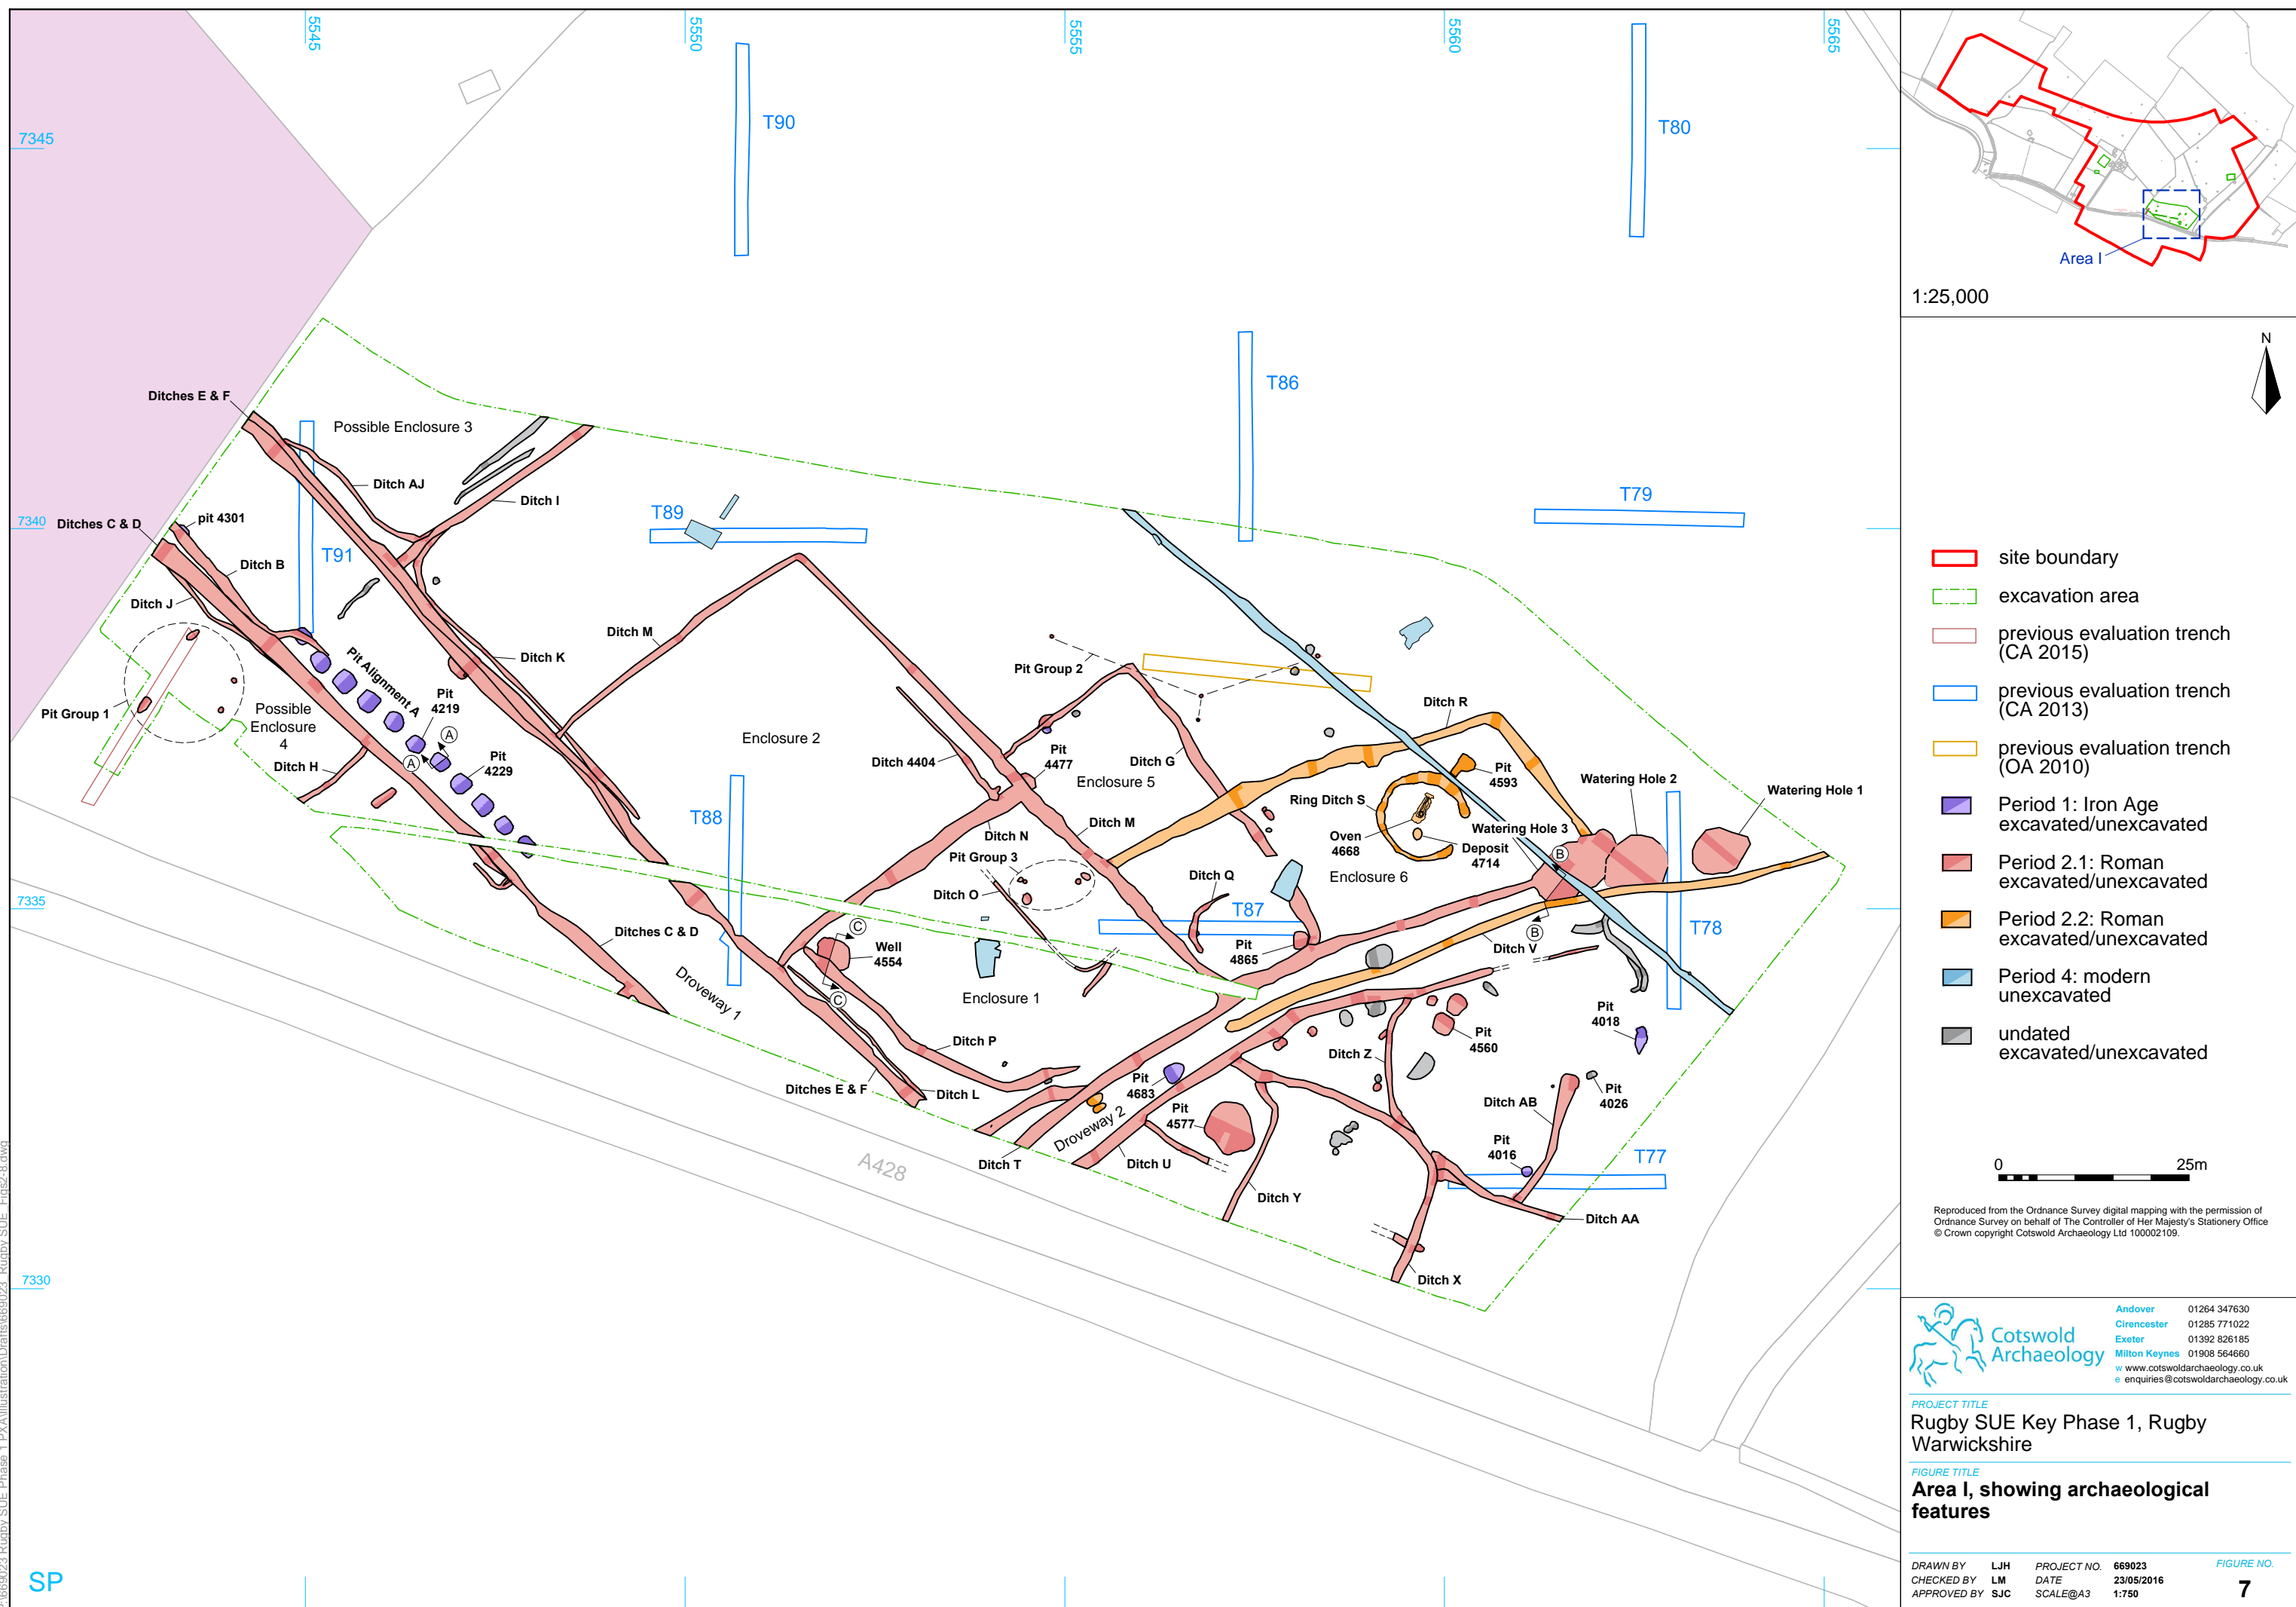 5545
5550
5555
5560
5565
7345
7340
7335
7330
SP
T90
T80
T86
T79
T89
T91
T88
T87
T78
T77
Ditches E & F
Possible Enclosure 3
Ditch AJ
Ditch I
Ditches C & D
pit 4301
Ditch B
Ditch J
Pit Alignment A
Ditch K
Ditch M
Pit Group 1
Possible
Enclosure
4
Pit
4219
A
A
Pit
4229
Ditch H
Enclosure 2
Ditch 4404
Pit Group 2
Pit
4477
Enclosure 5
Ditch G
Ditch R
Pit
4593
Ring Ditch S
Oven
4668
Deposit
4714
Watering Hole 3
Watering Hole 2
Watering Hole 1
B
B
Enclosure 6
Ditch N
Ditch M
Pit Group 3
Ditch O
Ditch Q
Pit
4865
Ditch V
Ditches C & D
Droveway 1
C
C
Well
4554
Enclosure 1
Ditch P
Ditches E & F
Ditch L
Ditch T
Droveway 2
Ditch U
Pit
4683
Pit
4577
Ditch Y
Ditch Z
Pit
4560
Pit
4018
Pit
4026
Ditch AB
Pit
4016
Ditch AA
Ditch X
A428
P:\669023 Rugby SUE Phase 1 PXA\Illustration\Drafts\669023_Rugby SUE_Figs2-8.dwg
Area I
1:25,000
N
site boundary
excavation area
previous evaluation trench
(CA 2015)
previous evaluation trench
(CA 2013)
previous evaluation trench
(OA 2010)
Period 1: Iron Age
excavated/unexcavated
Period 2.1: Roman
excavated/unexcavated
Period 2.2: Roman
excavated/unexcavated
Period 4: modern
unexcavated
undated
excavated/unexcavated
0 25m
Reproduced from the Ordnance Survey digital mapping with the permission of
Ordnance Survey on behalf of The Controller of Her Majesty's Stationery Office
© Crown copyright Cotswold Archaeology Ltd 100002109.
Cotswold
Archaeology
Andover 01264 347630
Cirencester 01285 771022
Exeter 01392 826185
Milton Keynes 01908 564660
w www.cotswoldarchaeology.co.uk
e enquiries@cotswoldarchaeology.co.uk
PROJECT TITLE
Rugby SUE Key Phase 1, Rugby
Warwickshire
FIGURE TITLE
Area I, showing archaeological
features
DRAWN BY LJH PROJECT NO. 669023 FIGURE NO.
CHECKED BY LM DATE 23/05/2016
APPROVED BY SJC SCALE@A3 1:750 7